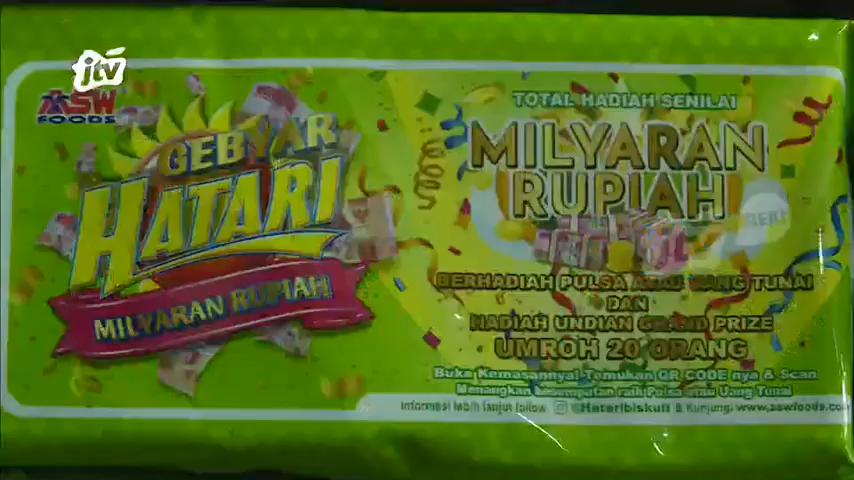 jtv
ASW
FOODS
GEBYAR
HATARI
MILYARAN RUPIAH
TOTAL HADIAH SENILAI
MILYARAN
RUPIAH
BERHADIAH PULSA ATAU UANG TUNAI
DAN
HADIAH UNDIAN GRAND PRIZE
UMROH 20 ORANG
Buka Kemasannya! Temukan QR CODE nya & Scan
Menangkan kesempatan raih Pulsa atau Uang Tunai
Informasi lebih lanjut follow @Hataribiskuit & Kunjungi www.aswfoods.com